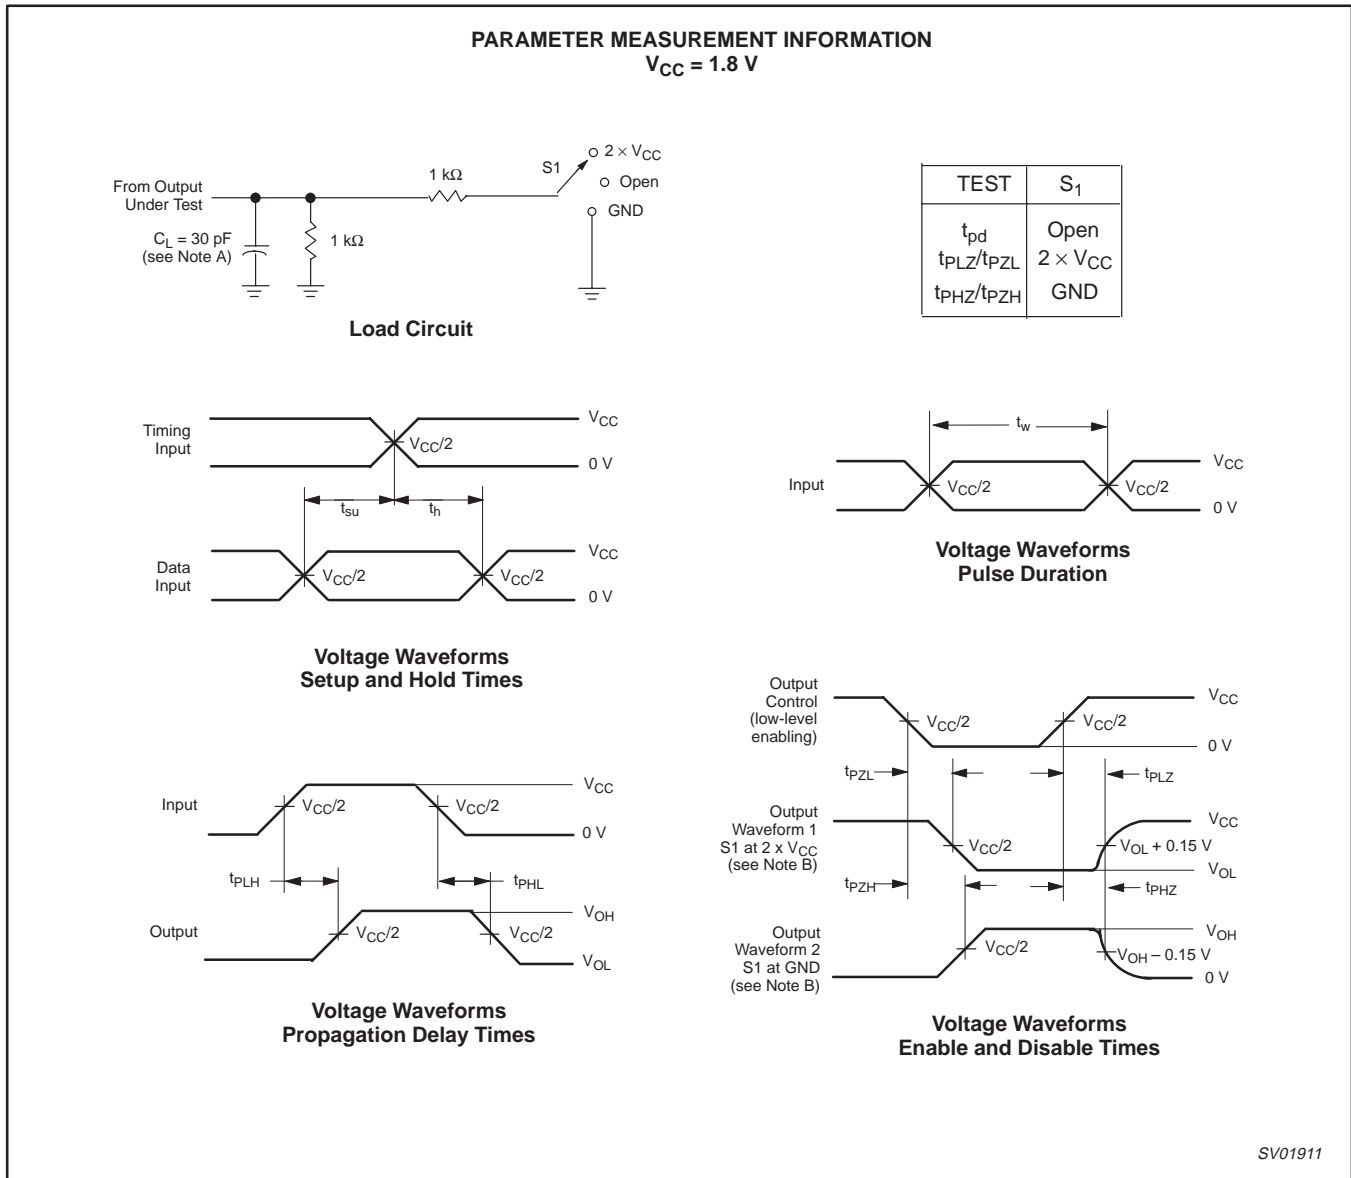 PARAMETER MEASUREMENT INFORMATION
VCC = 1.8 V
From Output
Under Test
CL = 30 pF
(see Note A)
1 kΩ
1 kΩ
S1
2 × VCC
Open
GND
Load Circuit
TEST S1
tpd Open
tPLZ/tPZL 2 × VCC
tPHZ/tPZH GND
Timing
Input
VCC/2
VCC
0 V
tsu
th
Data
Input
VCC/2
VCC/2
VCC
0 V
Voltage Waveforms
Setup and Hold Times
tw
Input
VCC/2
VCC/2
VCC
0 V
Voltage Waveforms
Pulse Duration
Input
VCC/2
VCC/2
VCC
0 V
tPLH
tPHL
Output
VCC/2
VCC/2
VOH
VOL
Voltage Waveforms
Propagation Delay Times
Output
Control
(low-level
enabling)
VCC/2
VCC/2
VCC
0 V
tPZL
tPLZ
Output
Waveform 1
S1 at 2 x VCC
(see Note B)
VCC/2
VCC
VOL + 0.15 V
VOL
tPZH
tPHZ
Output
Waveform 2
S1 at GND
(see Note B)
VCC/2
VOH
VOH – 0.15 V
0 V
Voltage Waveforms
Enable and Disable Times
SV01911